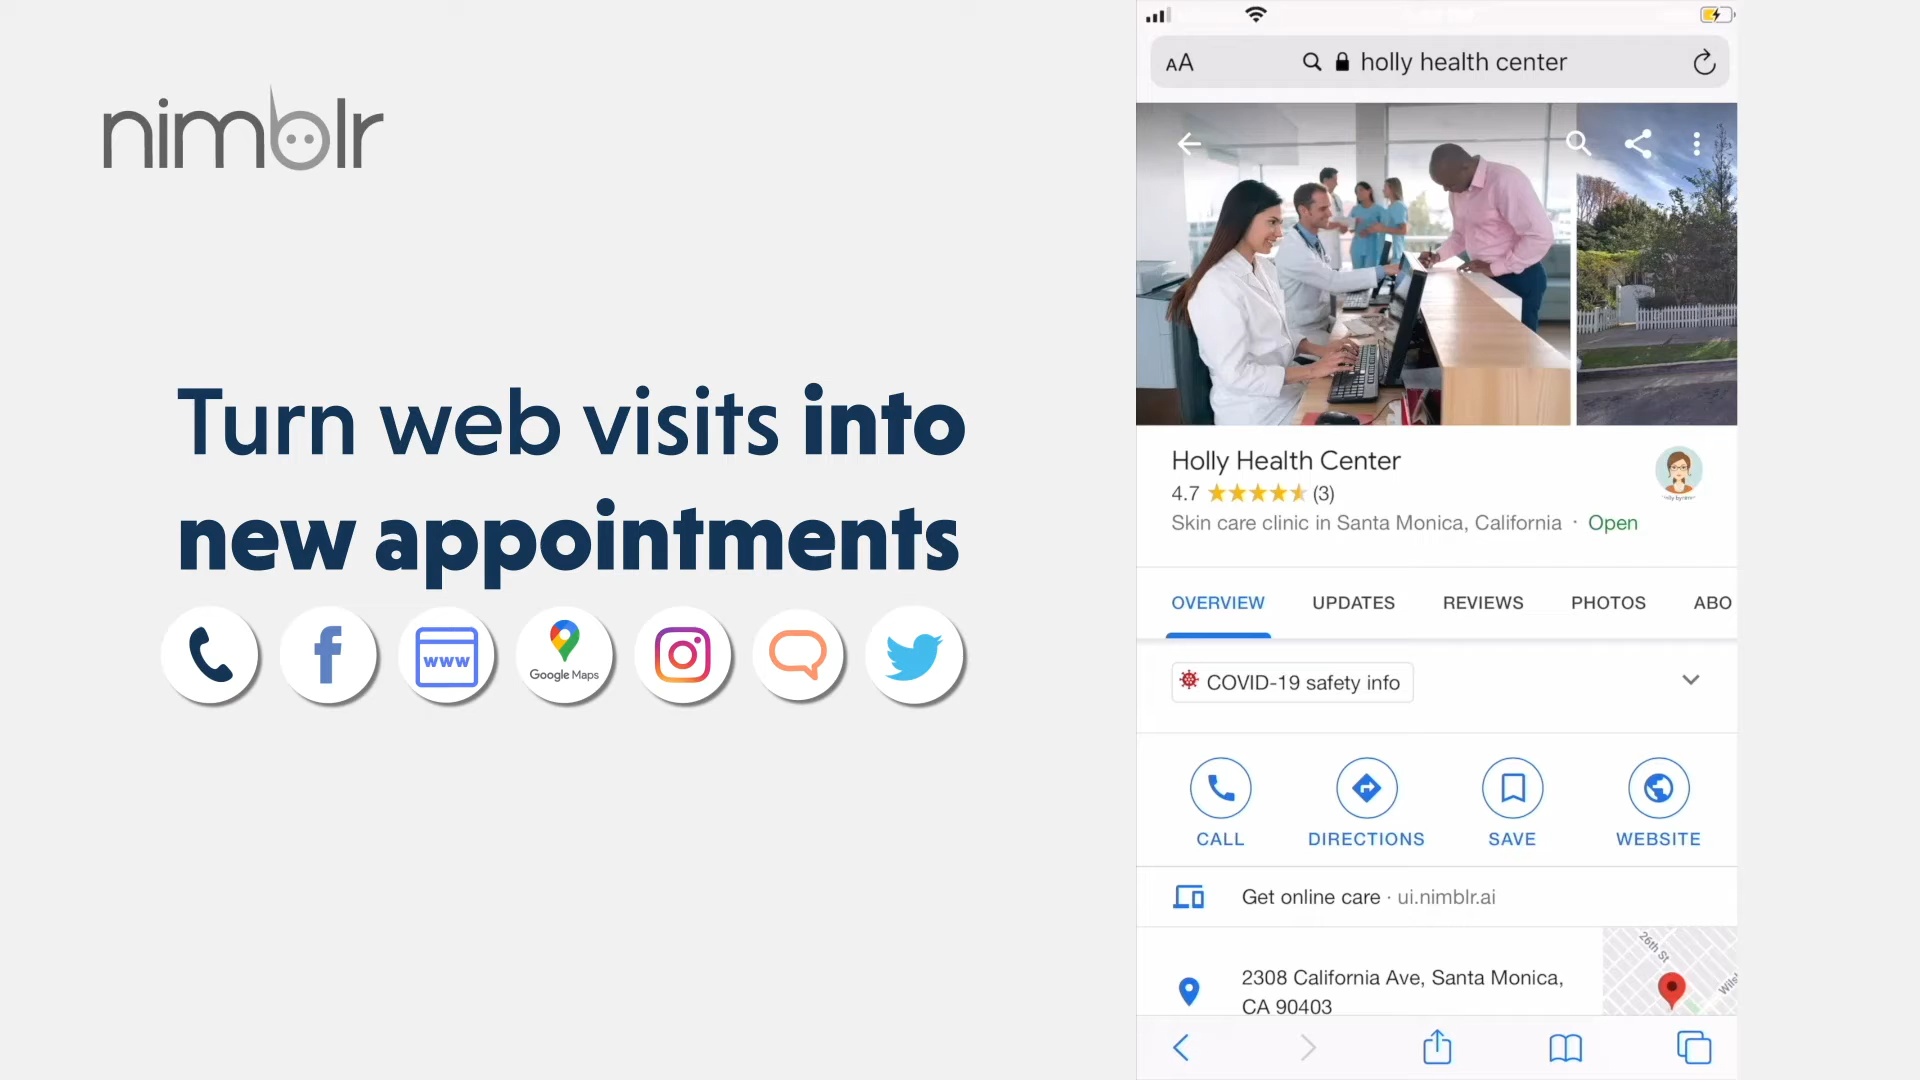 nimblr
Turn web visits into
new appointments
www
Google Maps
AA
holly health center
Holly Health Center
4.7 (3)
Skin care clinic in Santa Monica, California · Open
OVERVIEW UPDATES REVIEWS PHOTOS ABO
COVID-19 safety info
CALL DIRECTIONS SAVE WEBSITE
Get online care · ui.nimblr.ai
26th St
2308 California Ave, Santa Monica,
CA 90403